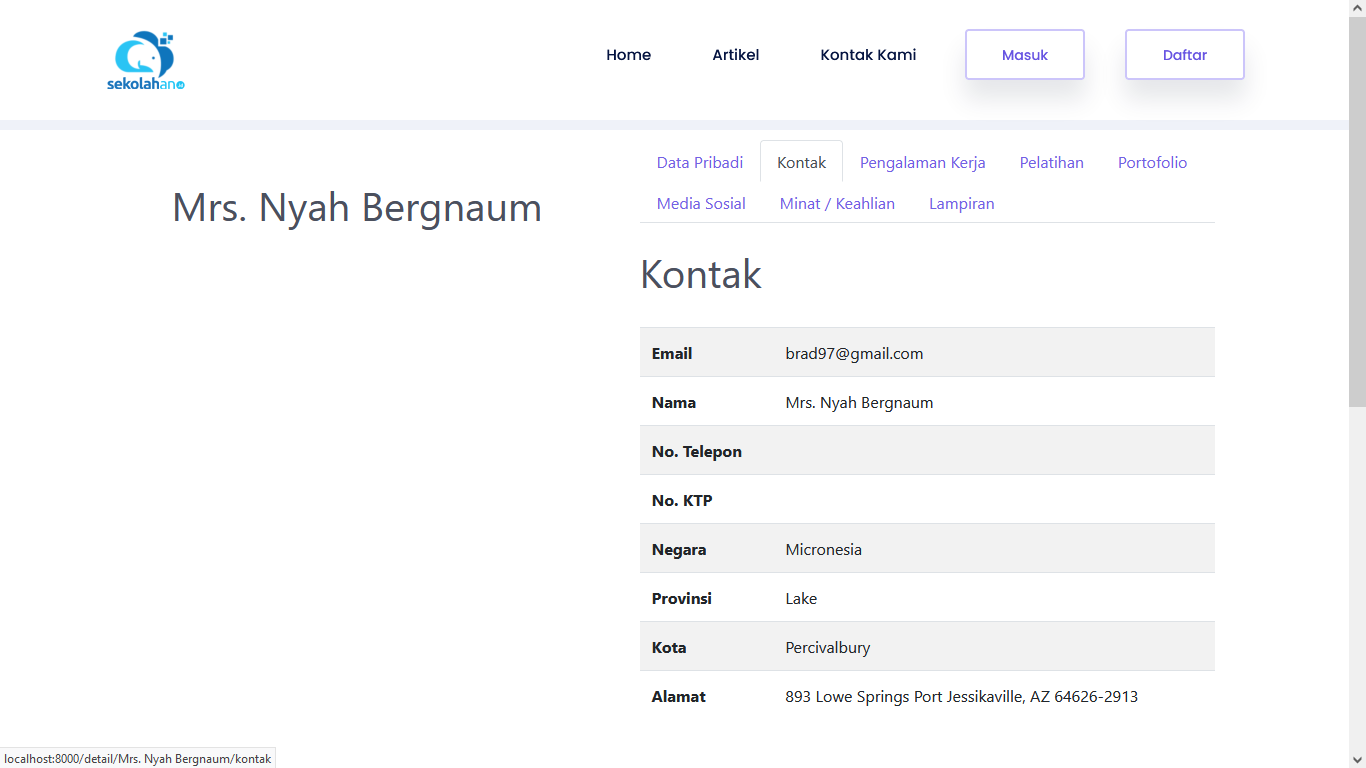 sekolahan
Home Artikel Kontak Kami Masuk Daftar
Mrs. Nyah Bergnaum
Data Pribadi Kontak Pengalaman Kerja Pelatihan Portofolio
Media Sosial Minat / Keahlian Lampiran
Kontak
Email brad97@gmail.com
Nama Mrs. Nyah Bergnaum
No. Telepon
No. KTP
Negara Micronesia
Provinsi Lake
Kota Percivalbury
Alamat 893 Lowe Springs Port Jessikaville, AZ 64626-2913
localhost:8000/detail/Mrs. Nyah Bergnaum/kontak